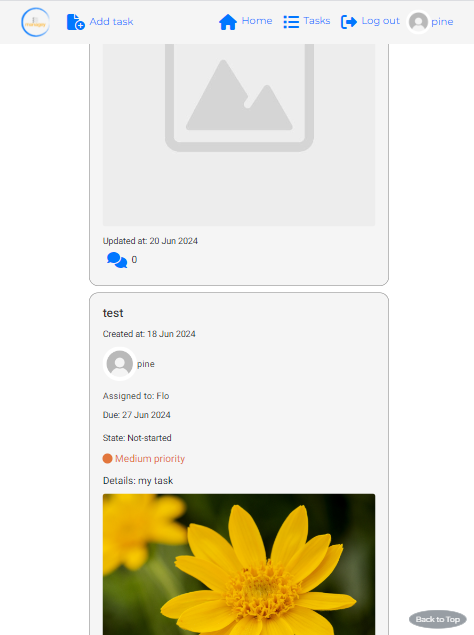 Add task
Home
Tasks
Log out
pine
Updated at: 20 Jun 2024
0
test
Created at: 18 Jun 2024
pine
Assigned to: Flo
Due: 27 Jun 2024
State: Not-started
Medium priority
Details: my task
Back to Top